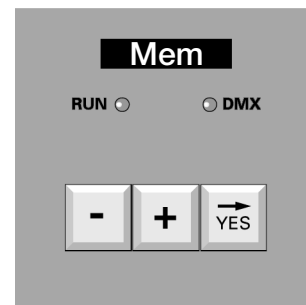 Mem
RUN DMX
- + YES